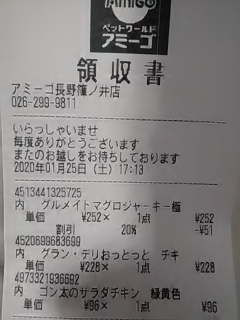 AMIGO
ペットワールド
アミーゴ
領収書
アミーゴ長野篠ノ井店
026-299-9811
いらっしゃいませ
毎度ありがとうございます
またのお越しをお待ちしております
2020年01月25日(土)17:13
4513441325725
内 グルメイトマグロジャーキー極
単価 ¥252× 1点 ¥252
割引 20% -¥51
4520699683699
内 グラン・デリおっとっと チキ
単価 ¥228× 1点 ¥228
4973321936692
内 ゴン太のサラダチキン 緑黄色
単価 ¥96× 1点 ¥96